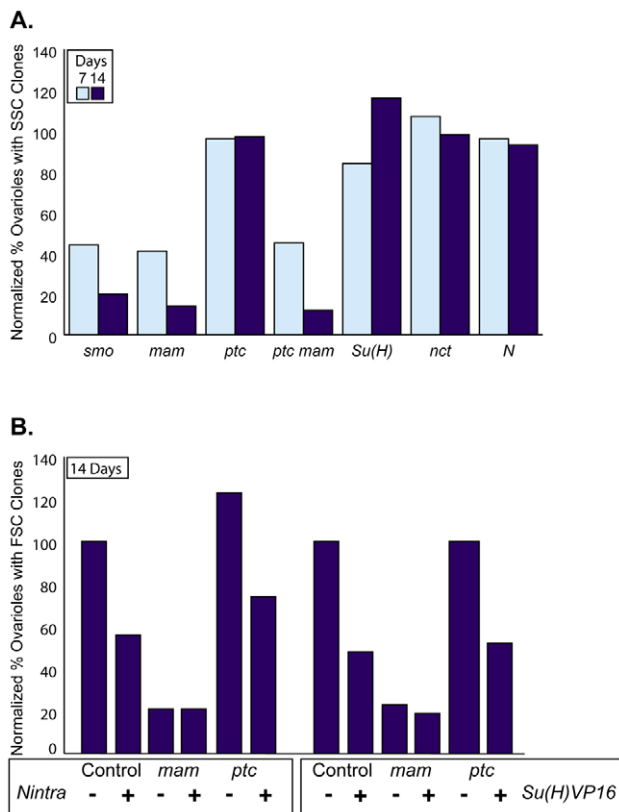 A.
Normalized % Ovarioles with SSC Clones
140
120
100
80
60
40
20
0
Days
7 14
smo mam ptc ptc mam Su(H) nct N
B.
Normalized % Ovarioles with FSC Clones
140
120
100
80
60
40
20
0
14 Days
Control mam ptc Control mam ptc
Nintra - + - + - + - + - + - + Su(H)VP16